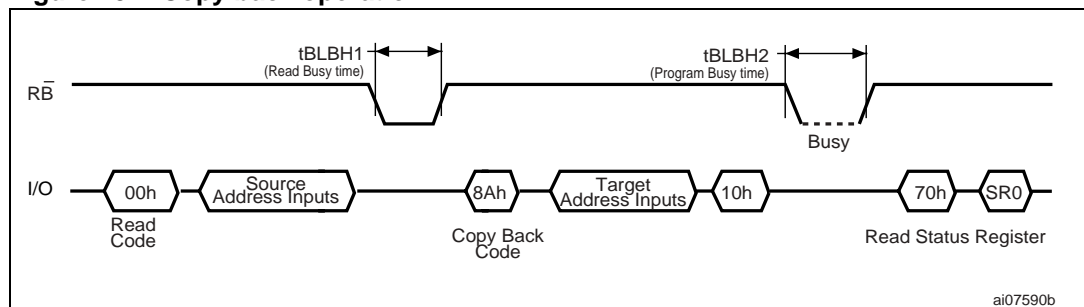 tBLBH1
(Read Busy time)
tBLBH2
(Program Busy time)
RB
Busy
I/O
00h
Source
Address Inputs
8Ah
Target
Address Inputs
10h
70h
SR0
Read
Code
Copy Back
Code
Read Status Register
ai07590b